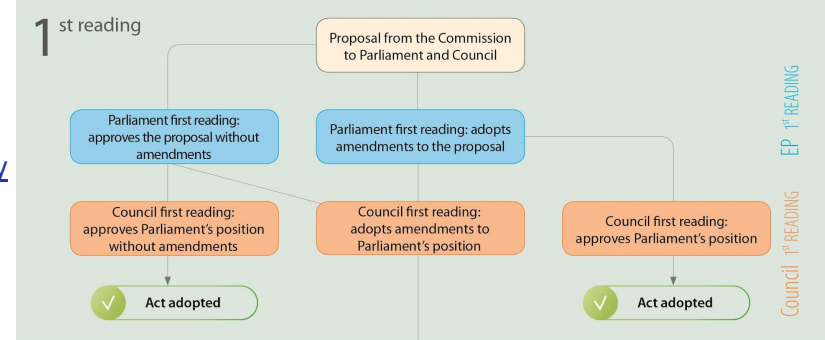 1st reading
Proposal from the Commission
to Parliament and Council
Parliament first reading:
approves the proposal without
amendments
Parliament first reading: adopts
amendments to the proposal
EP 1st READING
Council first reading:
approves Parliament's position
without amendments
Council first reading:
adopts amendments to
Parliament's position
Council first reading:
approves Parliament's position
Council 1st READING
Act adopted
Act adopted